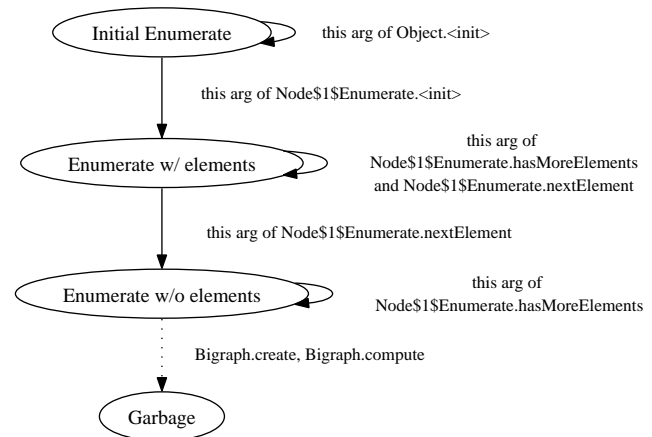 Initial Enumerate
this arg of Object.<init>
this arg of Node$1$Enumerate.<init>
Enumerate w/ elements
this arg of
Node$1$Enumerate.hasMoreElements
and Node$1$Enumerate.nextElement
this arg of Node$1$Enumerate.nextElement
Enumerate w/o elements
this arg of
Node$1$Enumerate.hasMoreElements
Bigraph.create, Bigraph.compute
Garbage